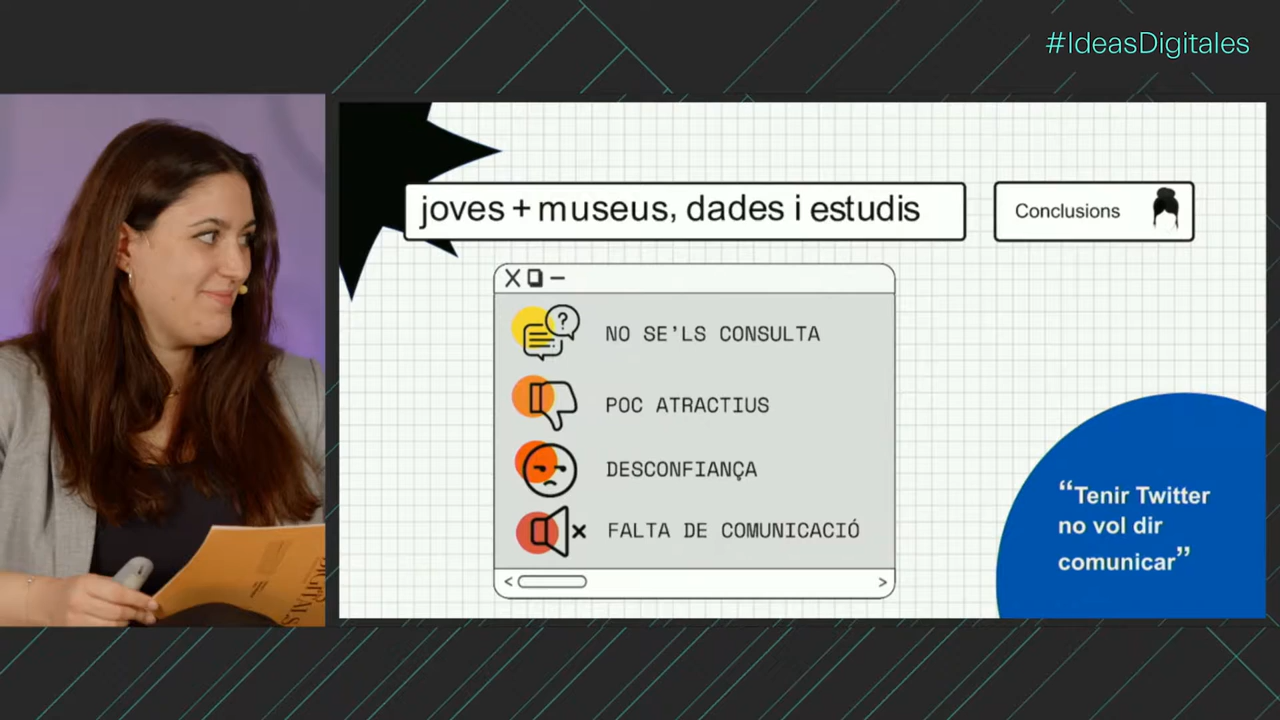 #IdeasDigitales
joves + museus, dades i estudis
Conclusions
NO SE'LS CONSULTA
POC ATRACTIUS
DESCONFIANÇA
FALTA DE COMUNICACIÓ
“Tenir Twitter
no vol dir
comunicar”